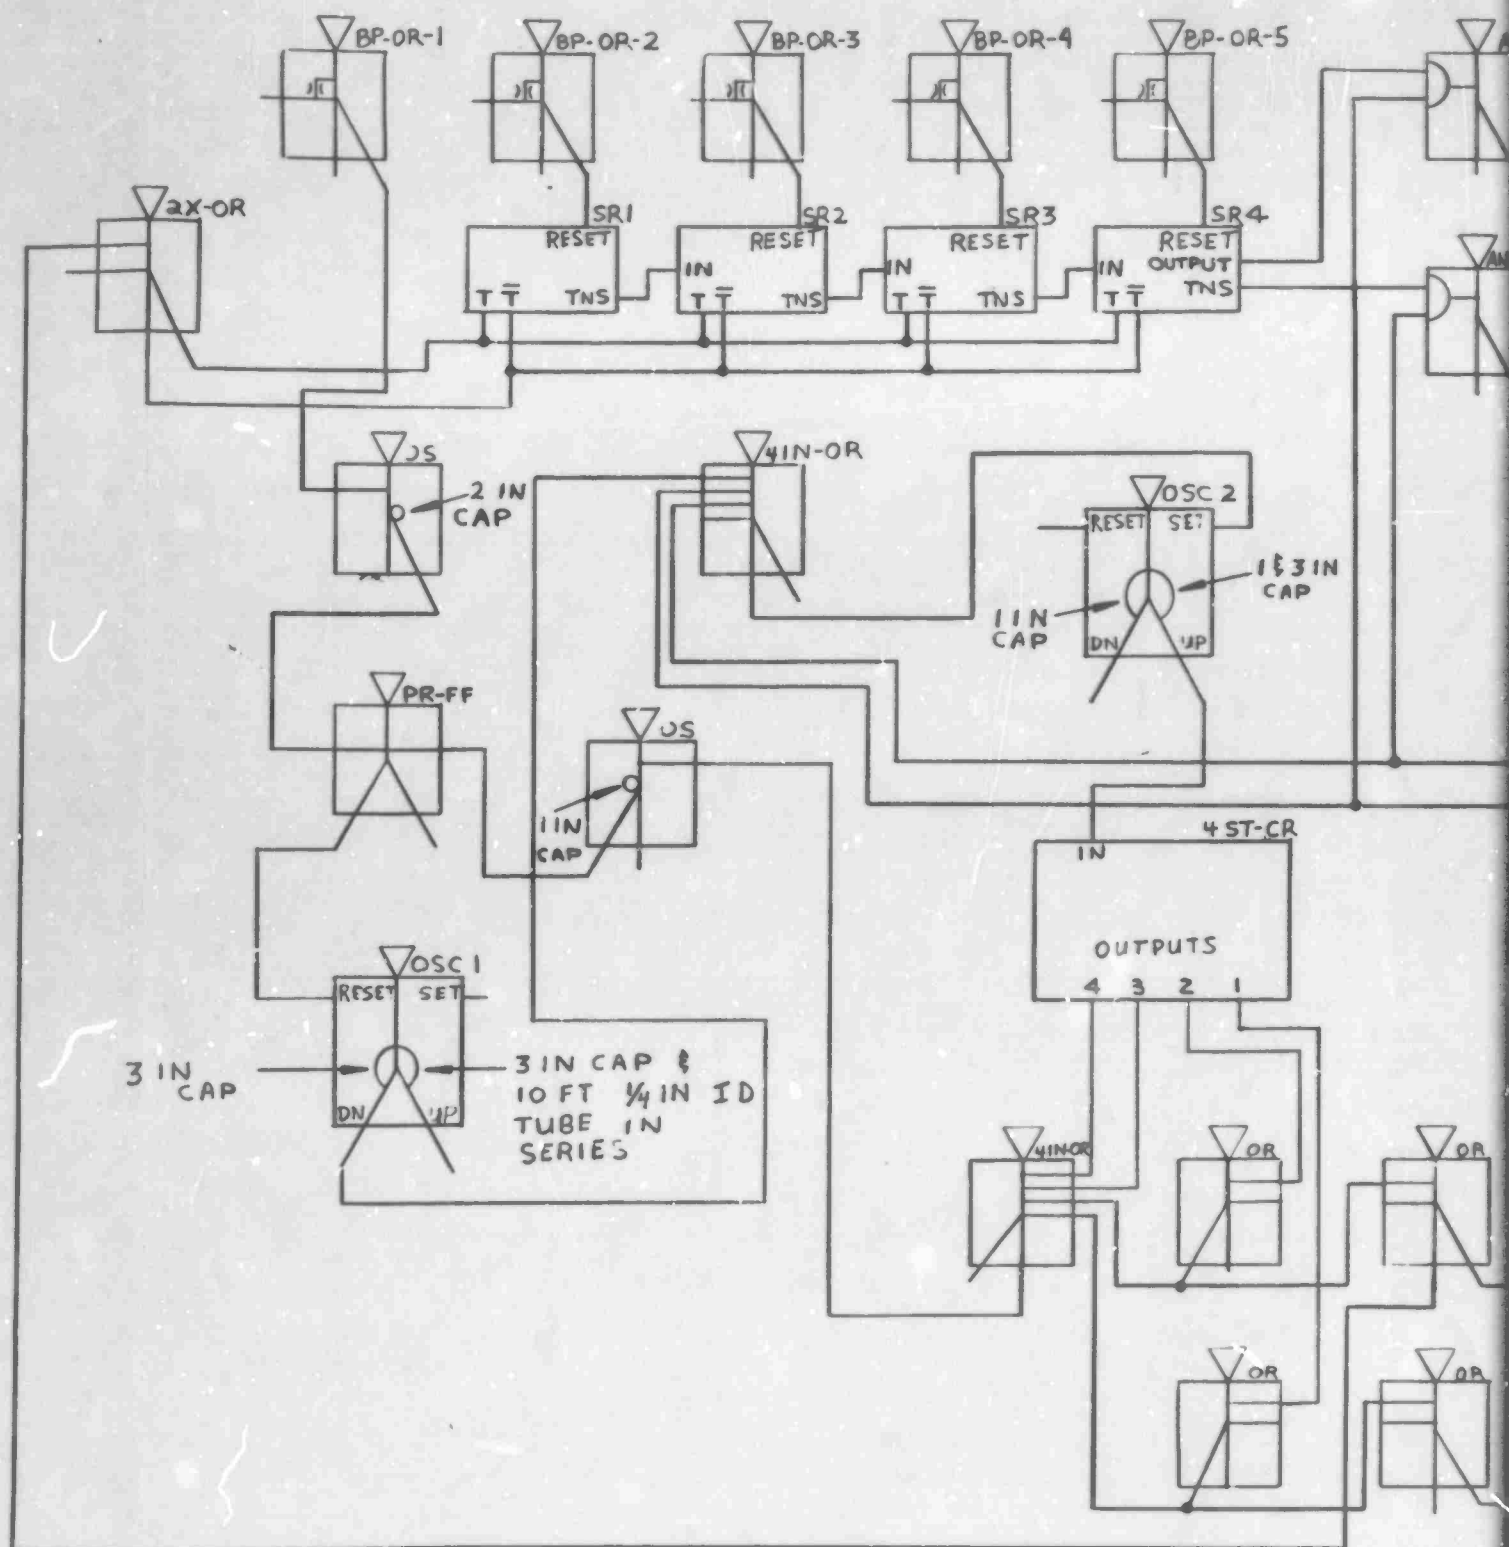 BP-OR-1
BP-OR-2
BP-OR-3
BP-OR-4
BP-OR-5
2X-OR
SR1
RESET
T T̅ TNS
SR2
RESET
IN
T T̅ TNS
SR3
RESET
IN
T T̅ TNS
SR4
RESET
OUTPUT
IN
TNS
T T̅
OS
2 IN
CAP
4IN-OR
OSC 2
RESET SET
1 & 3 IN
CAP
1 IN
CAP
DN UP
PR-FF
OS
1 IN
CAP
4 ST-CR
IN
OUTPUTS
4 3 2 1
OSC 1
RESET SET
3 IN
CAP
3 IN CAP &
10 FT 1/4 IN ID
TUBE IN
SERIES
DN UP
4IN-OR
OR
OR
OR
OR